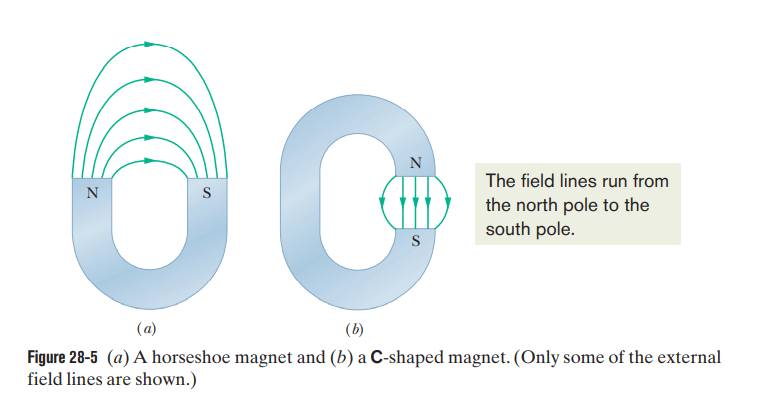 N
S
N
S
The field lines run from
the north pole to the
south pole.
(a)
(b)
Figure 28-5 (a) A horseshoe magnet and (b) a C-shaped magnet. (Only some of the external
field lines are shown.)